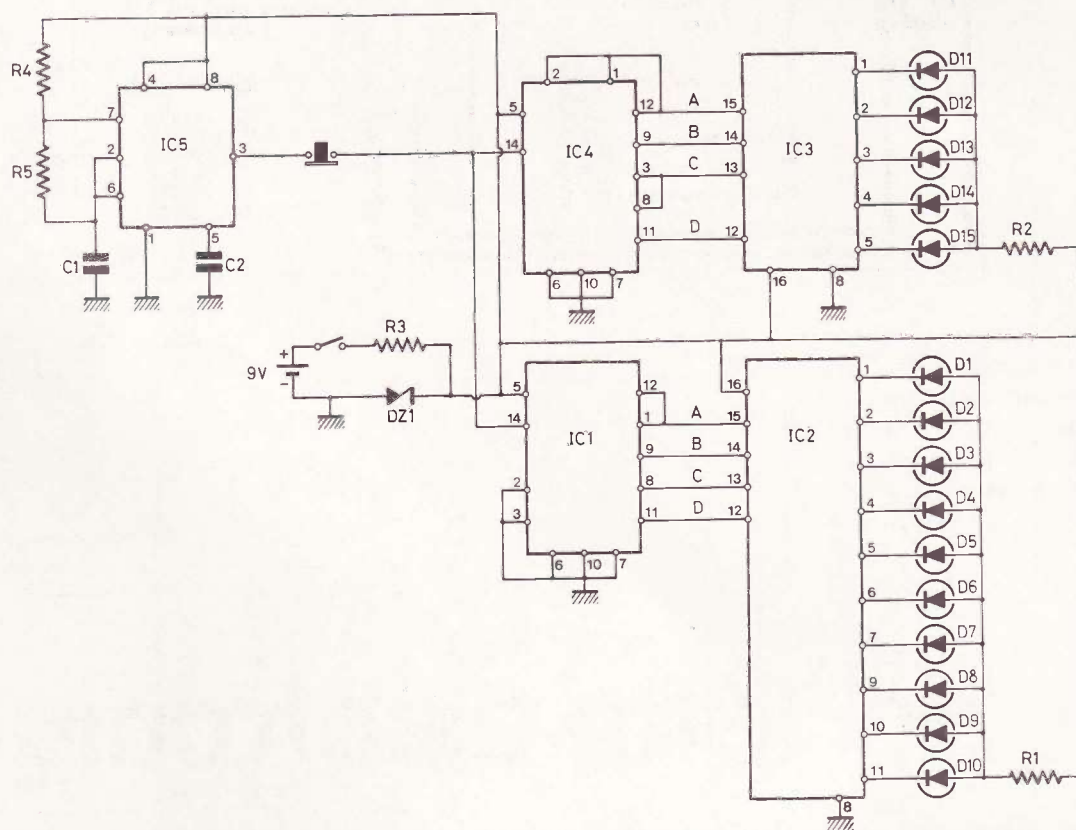 R4
R5
C1
C2
IC5
4
8
7
2
6
3
1
5
9V
+
-
R3
DZ1
IC4
2
1
5
14
12
9
3
8
11
6
10
7
A
B
C
D
IC3
15
14
13
12
16
8
1
2
3
4
5
D11
D12
D13
D14
D15
R2
IC1
5
14
2
3
12
1
9
8
11
6
10
7
A
B
C
D
IC2
16
15
14
13
12
8
1
2
3
4
5
6
7
9
10
11
D1
D2
D3
D4
D5
D6
D7
D8
D9
D10
R1